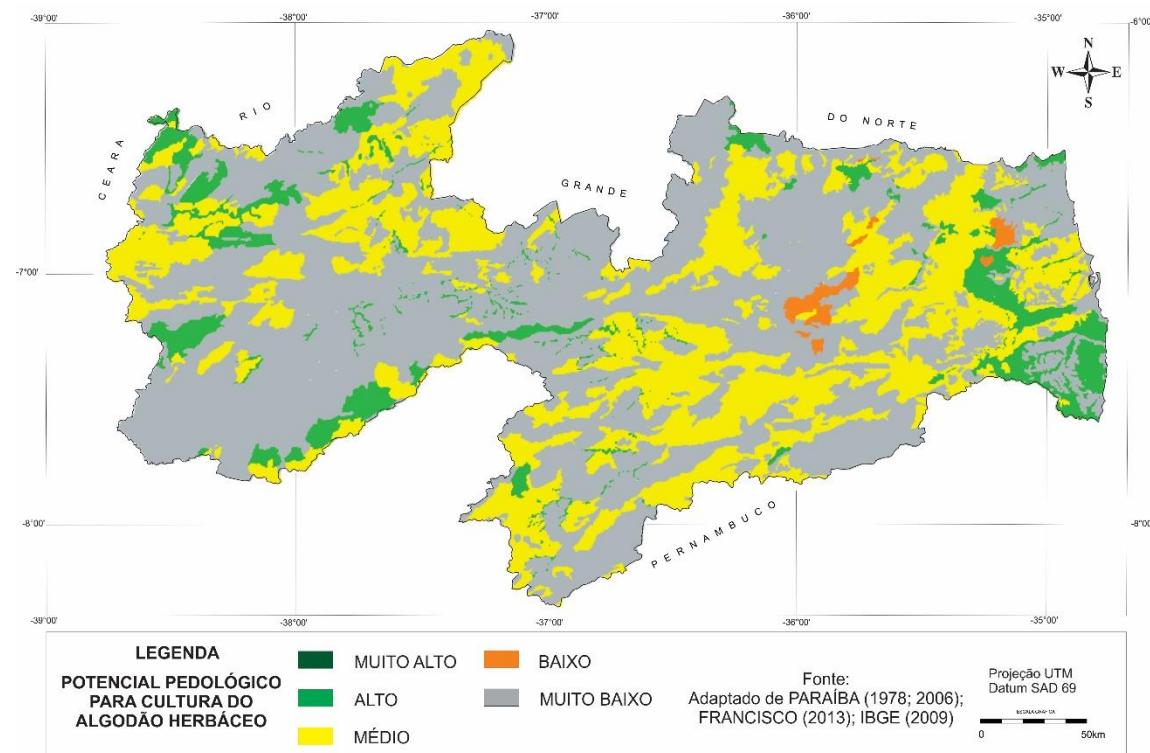 -39°00'
-38°00'
-37°00'
-36°00'
-35°00'
-6°00'
N
W E
S
RIO
DO NORTE
CEARA
GRANDE
-7°00'
-7°00'
-8°00'
-8°00'
PERNAMBUCO
-39°00'
-38°00'
-37°00'
-36°00'
-35°00'
LEGENDA
POTENCIAL PEDOLÓGICO
PARA CULTURA DO
ALGODÃO HERBÁCEO
MUITO ALTO
ALTO
MÉDIO
BAIXO
MUITO BAIXO
Fonte:
Adaptado de PARAÍBA (1978; 2006);
FRANCISCO (2013); IBGE (2009)
Projeção UTM
Datum SAD 69
ESCALA GRÁFICA
0 50km